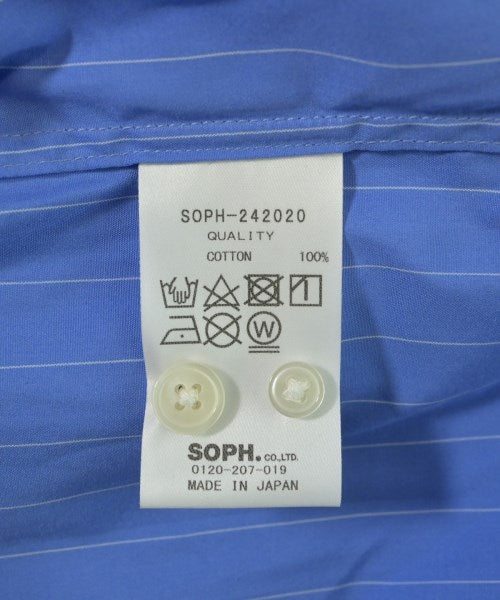 SOPH-242020
QUALITY
COTTON 100%
W
SOPH. CO.,LTD.
0120-207-019
MADE IN JAPAN